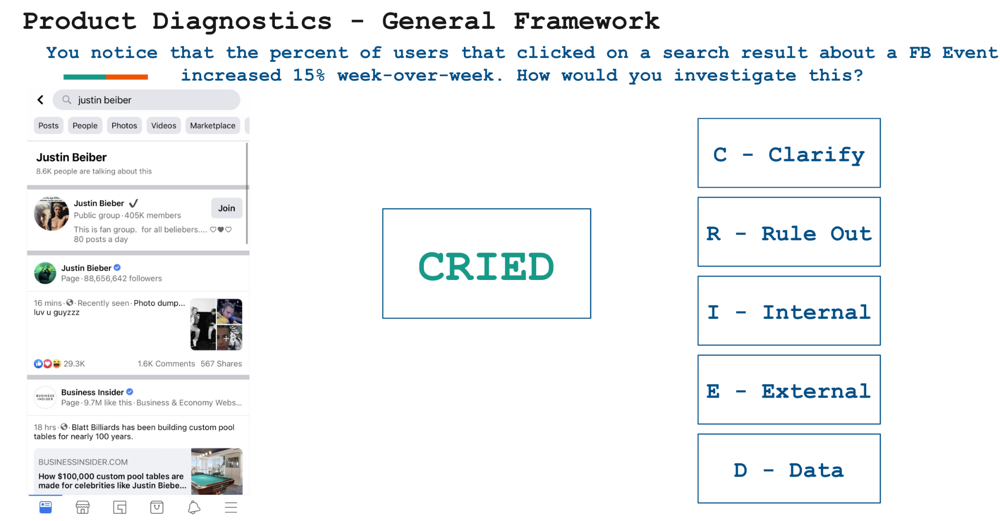 Product Diagnostics - General Framework
You notice that the percent of users that clicked on a search result about a FB Event
increased 15% week-over-week. How would you investigate this?
justin beiber
Posts People Photos Videos Marketplace
Justin Beiber
8.6K people are talking about this
Justin Bieber
Public group · 405K members
Join
This is fan group. for all beliebers....
80 posts a day
Justin Bieber
Page · 88,656,642 followers
16 mins · Recently seen · Photo dump...
luv u guyzzz
+8
29.3K 1.6K Comments 567 Shares
BUSINESS
INSIDER
Business Insider
Page · 9.7M like this · Business & Economy Webs...
18 hrs · Blatt Billiards has been building custom pool
tables for nearly 100 years.
BUSINESSINSIDER.COM
How $100,000 custom pool tables are
made for celebrities like Justin Biebe...
CRIED
C - Clarify
R - Rule Out
I - Internal
E - External
D - Data